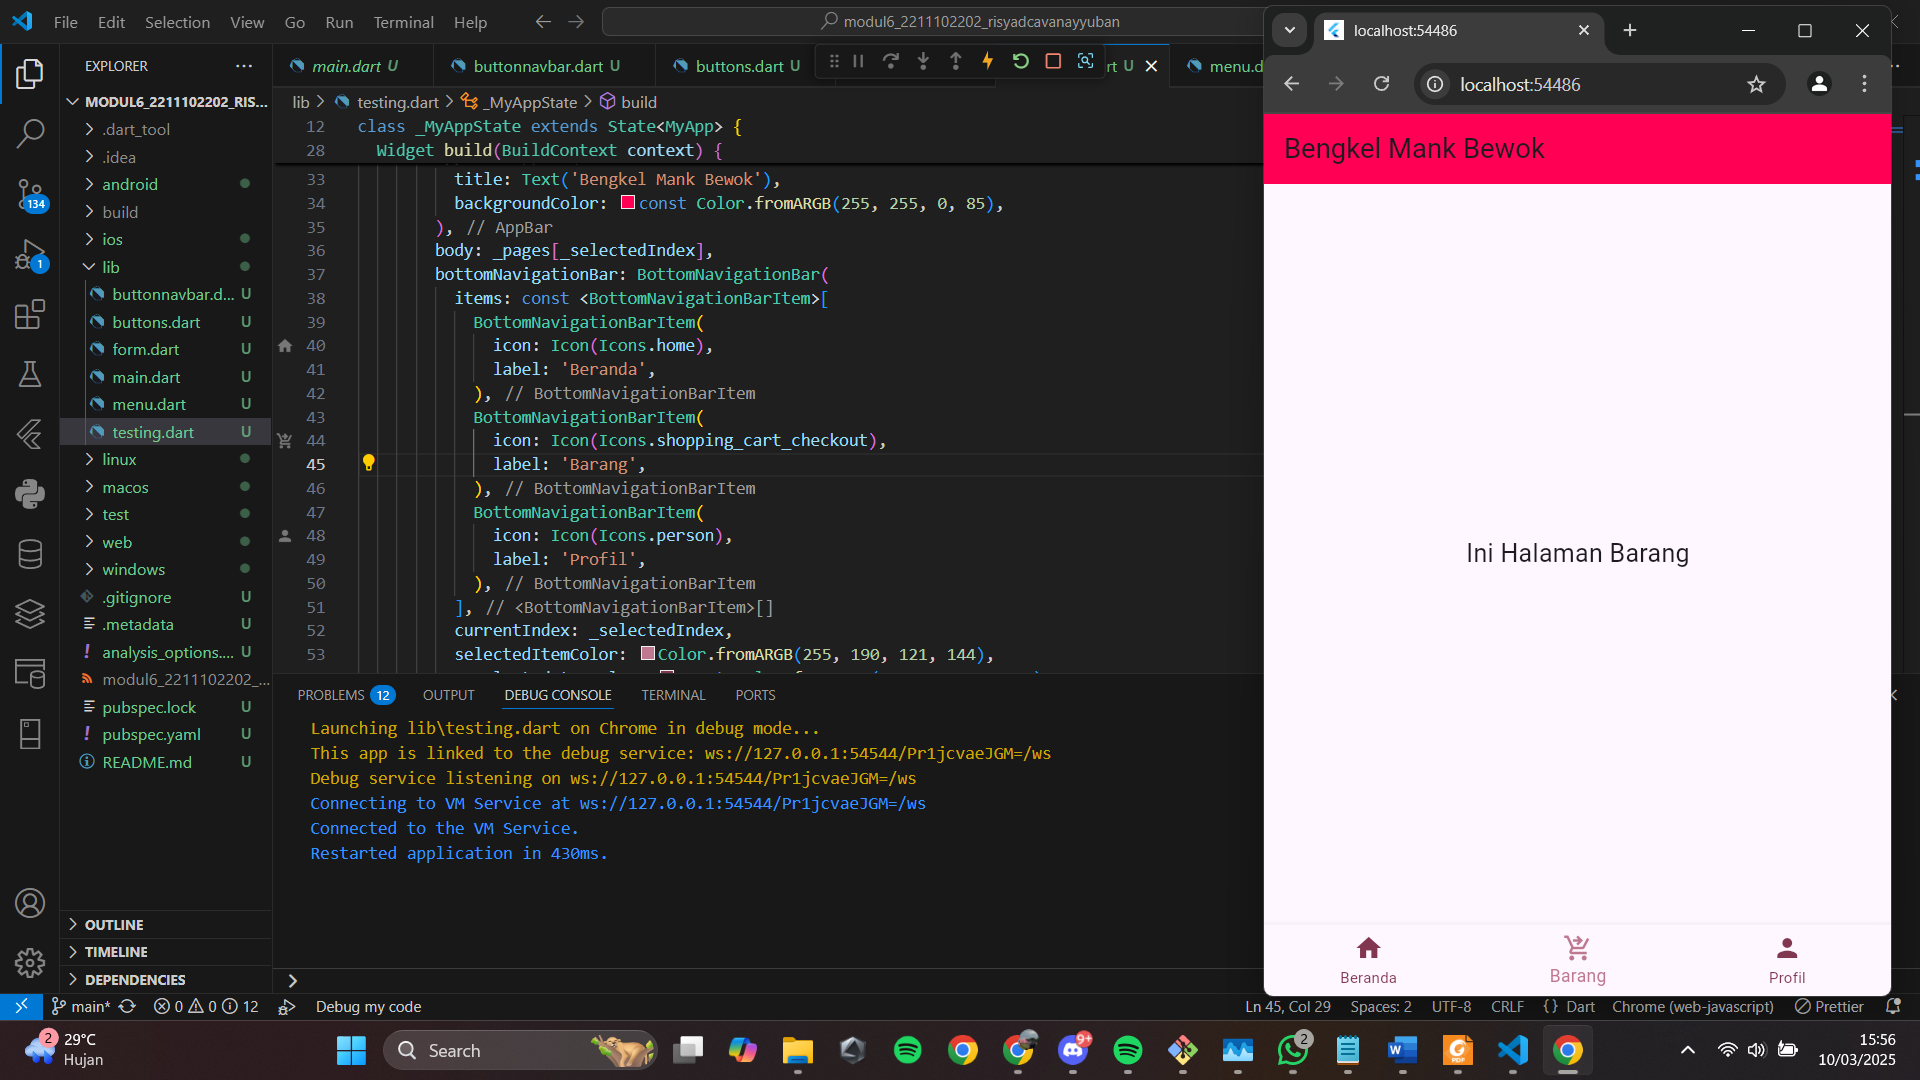 File Edit Selection View Go Run Terminal Help
modul6_2211102202_risyadcavanayyuban
EXPLORER
main.dart U
buttonnavbar.dart U
buttons.dart U
rt U
menu.d
MODUL6_2211102202_RIS...
.dart_tool
.idea
android
build
ios
lib
buttonnavbar.d... U
buttons.dart U
form.dart U
main.dart U
menu.dart U
testing.dart U
linux
macos
test
web
windows
.gitignore U
.metadata U
analysis_options.... U
modul6_2211102202_...
pubspec.lock U
pubspec.yaml U
README.md U
OUTLINE
TIMELINE
DEPENDENCIES
134
1
lib > testing.dart > _MyAppState > build
12 class _MyAppState extends State<MyApp> {
28 Widget build(BuildContext context) {
33 title: Text('Bengkel Mank Bewok'),
34 backgroundColor: const Color.fromARGB(255, 255, 0, 85),
35 ), // AppBar
36 body: _pages[_selectedIndex],
37 bottomNavigationBar: BottomNavigationBar(
38 items: const <BottomNavigationBarItem>[
39 BottomNavigationBarItem(
40 icon: Icon(Icons.home),
41 label: 'Beranda',
42 ), // BottomNavigationBarItem
43 BottomNavigationBarItem(
44 icon: Icon(Icons.shopping_cart_checkout),
45 label: 'Barang',
46 ), // BottomNavigationBarItem
47 BottomNavigationBarItem(
48 icon: Icon(Icons.person),
49 label: 'Profil',
50 ), // BottomNavigationBarItem
51 ], // <BottomNavigationBarItem>[]
52 currentIndex: _selectedIndex,
53 selectedItemColor: Color.fromARGB(255, 190, 121, 144),
PROBLEMS 12 OUTPUT DEBUG CONSOLE TERMINAL PORTS
Launching lib\testing.dart on Chrome in debug mode...
This app is linked to the debug service: ws://127.0.0.1:54544/Pr1jcvaeJGM=/ws
Debug service listening on ws://127.0.0.1:54544/Pr1jcvaeJGM=/ws
Connecting to VM Service at ws://127.0.0.1:54544/Pr1jcvaeJGM=/ws
Connected to the VM Service.
Restarted application in 430ms.
localhost:54486
localhost:54486
Bengkel Mank Bewok
Ini Halaman Barang
Beranda
Barang
Profil
main* 0 0 12 Debug my code
Ln 45, Col 29 Spaces: 2 UTF-8 CRLF {} Dart Chrome (web-javascript) Prettier
2
29°C
Hujan
Search
9+
2
PDF
15:56
10/03/2025